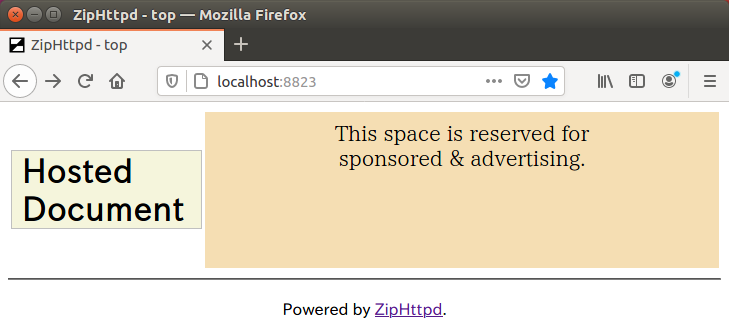 ZipHttpd - top — Mozilla Firefox
ZipHttpd - top
localhost:8823
This space is reserved for
sponsored & advertising.
Hosted
Document
Powered by ZipHttpd.